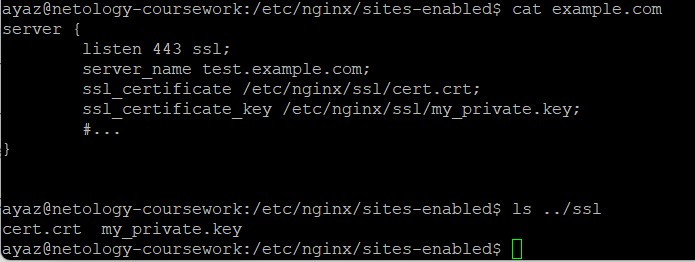 ayaz@netology-coursework:/etc/nginx/sites-enabled$ cat example.com
server {
        listen 443 ssl;
        server_name test.example.com;
        ssl_certificate /etc/nginx/ssl/cert.crt;
        ssl_certificate_key /etc/nginx/ssl/my_private.key;
        #...
}
ayaz@netology-coursework:/etc/nginx/sites-enabled$ ls ../ssl
cert.crt  my_private.key
ayaz@netology-coursework:/etc/nginx/sites-enabled$